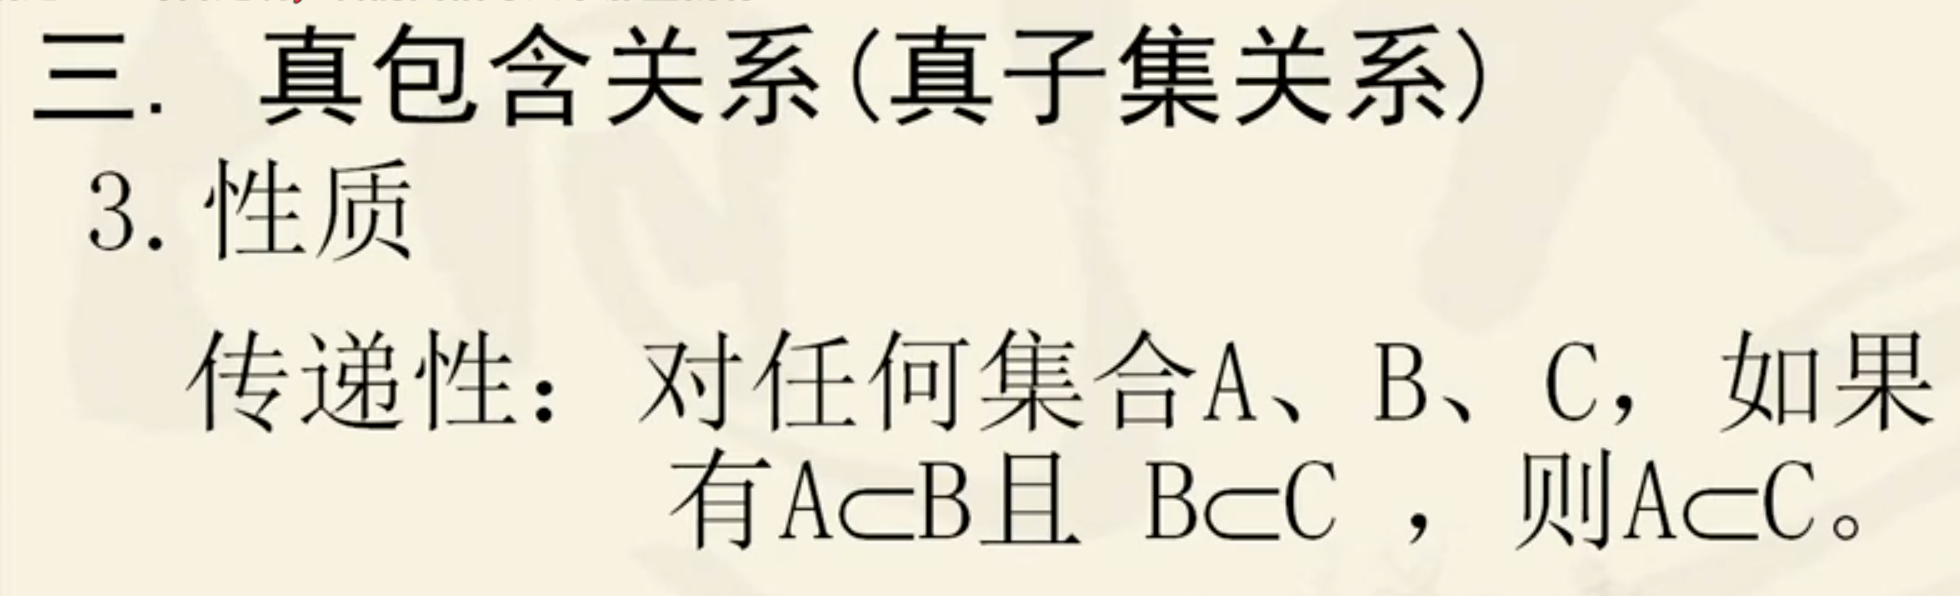 三. 真包含关系(真子集关系)
3. 性质
传递性：对任何集合A、B、C，如果
有A⊂B且 B⊂C ，则A⊂C。